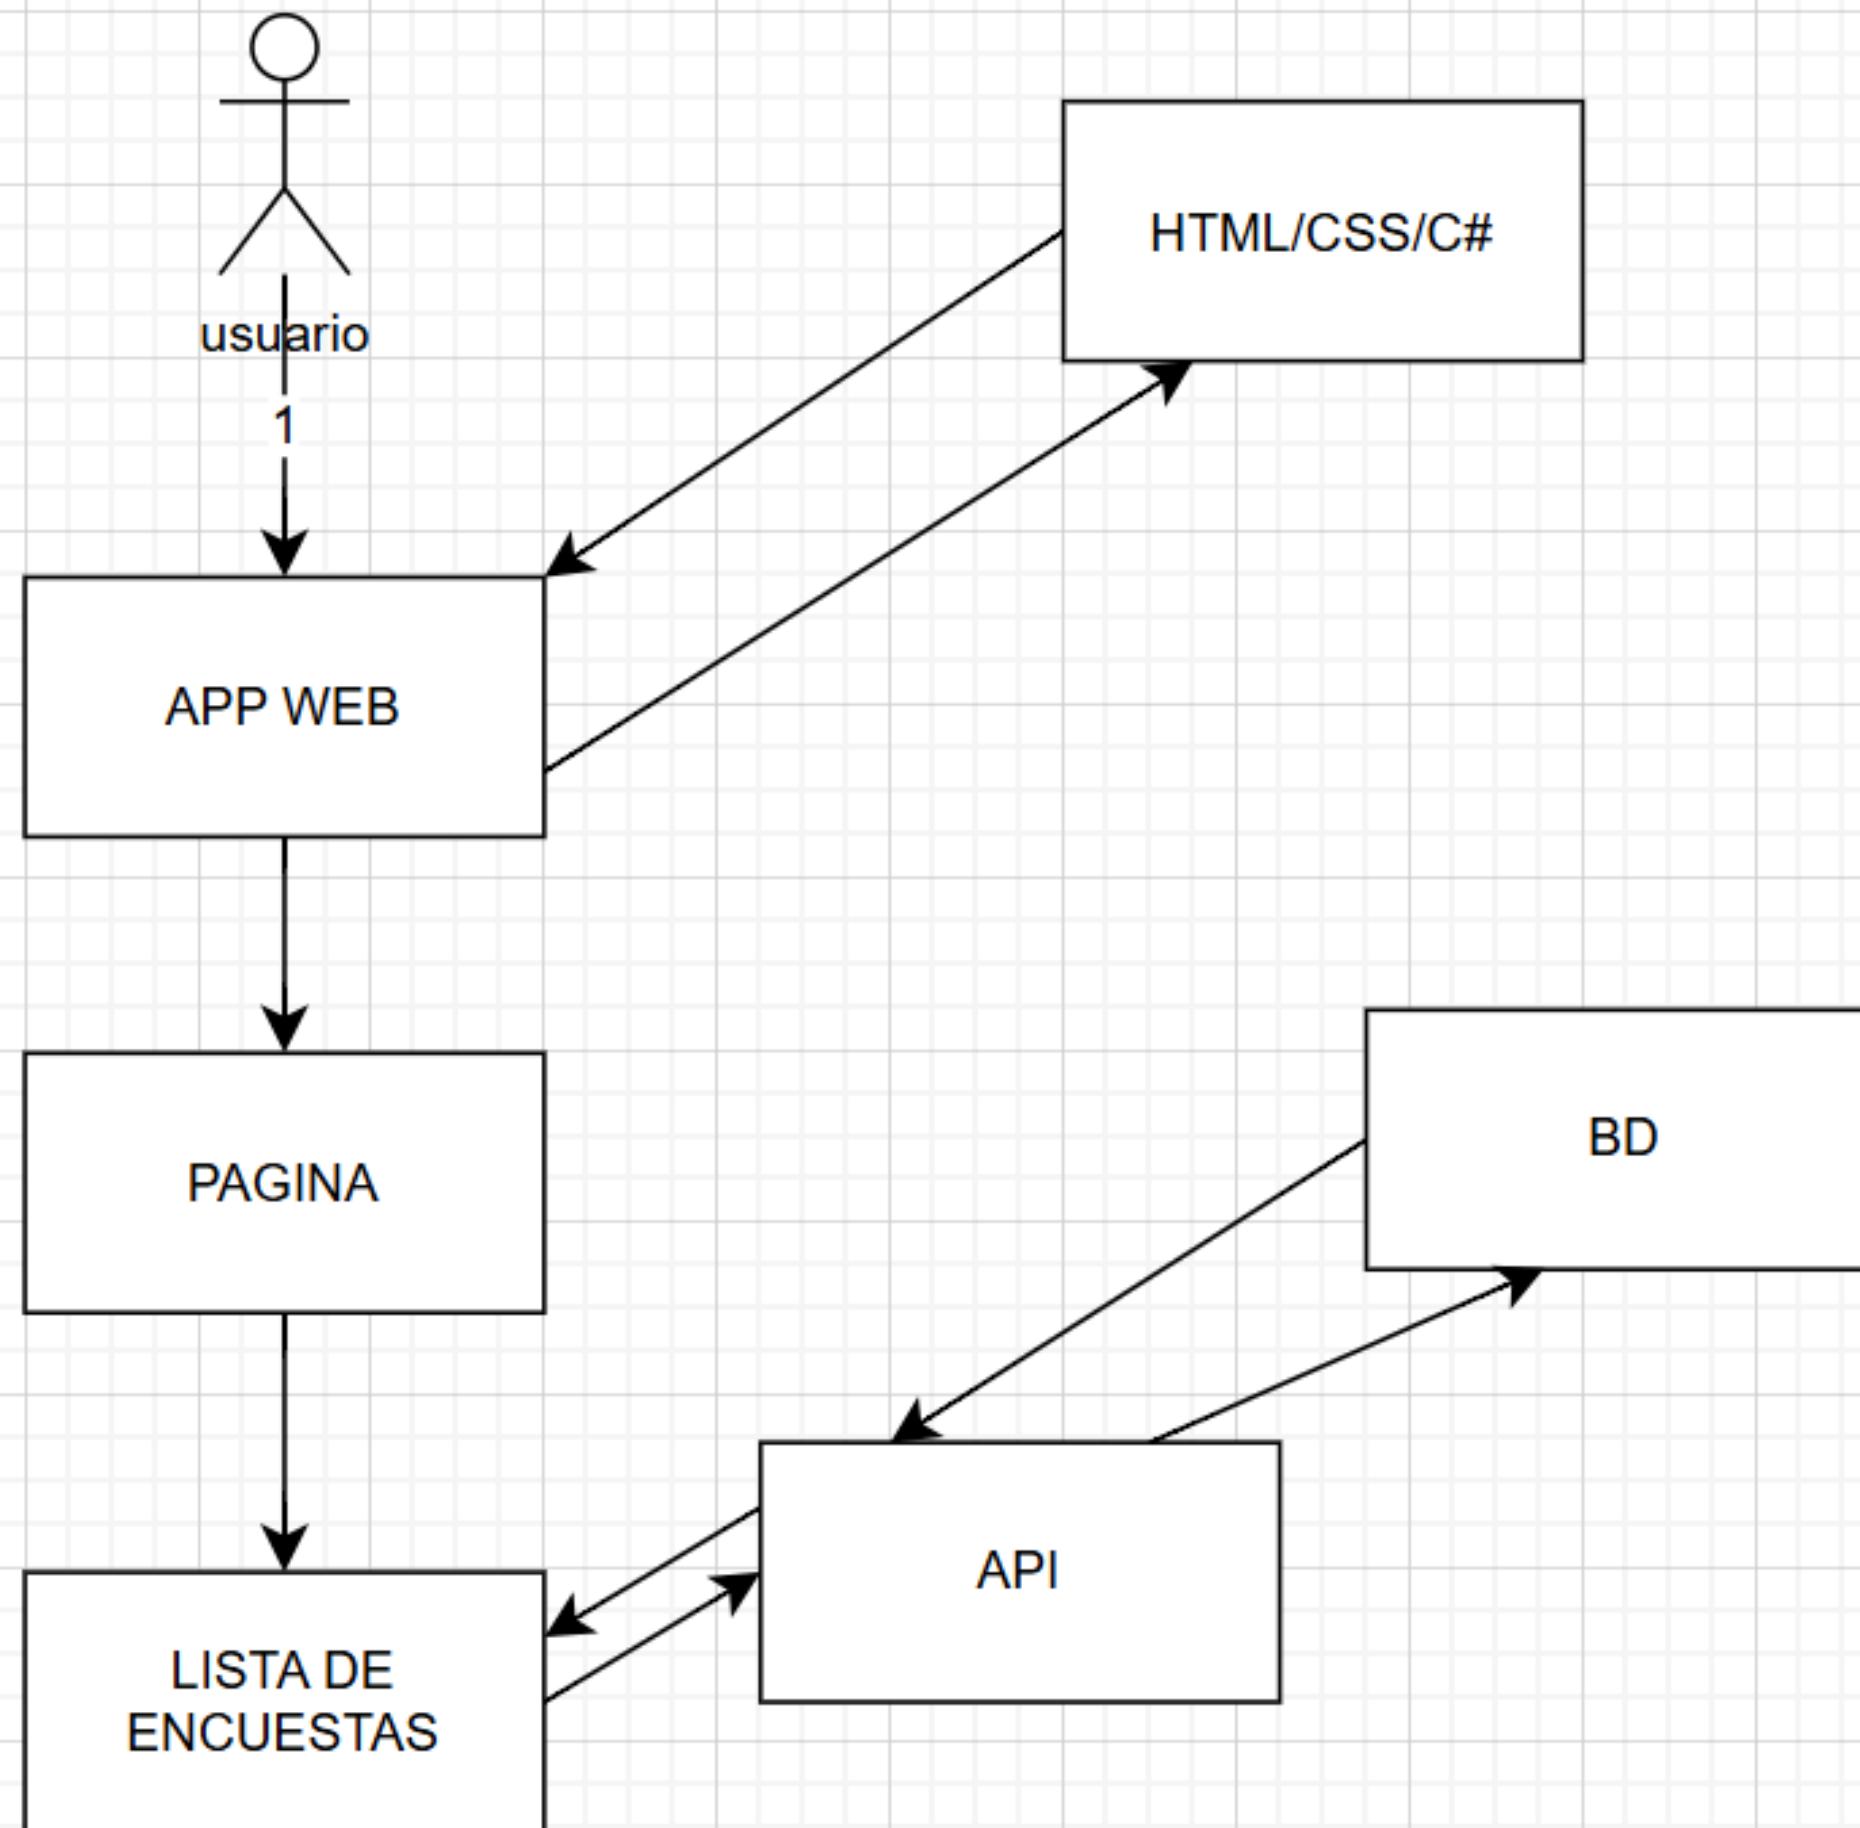 HTML/CSS/C#
usuario
1
APP WEB
PAGINA
BD
API
LISTA DE
ENCUESTAS